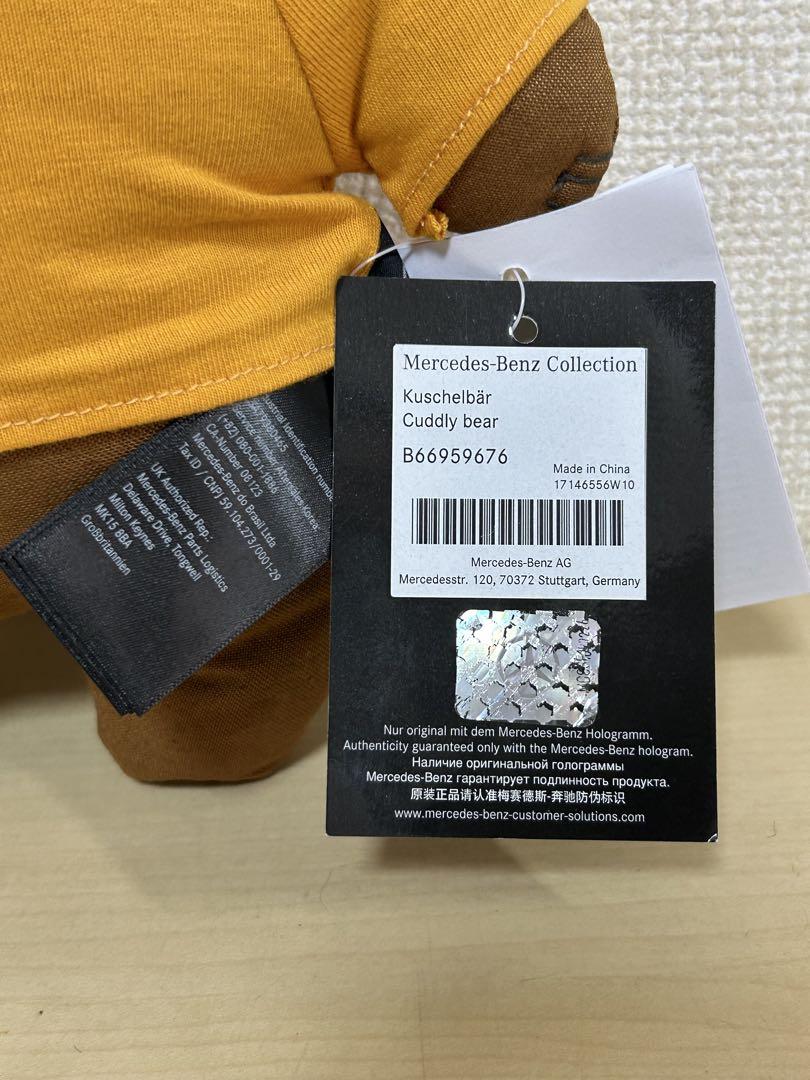 Mercedes-Benz Collection
Kuschelbär
Cuddly bear
B66959676
Made in China
17146556W10
Mercedes-Benz AG
Mercedesstr. 120, 70372 Stuttgart, Germany
Nur original mit dem Mercedes-Benz Hologramm.
Authenticity guaranteed only with the Mercedes-Benz hologram.
Наличие оригинальной голограммы
Mercedes-Benz гарантирует подлинность продукта.
原装正品请认准梅赛德斯-奔驰防伪标识
www.mercedes-benz-customer-solutions.com
Identification
CA-Number 08123
Mercedes-Benz do Brasil Ltda
Tax ID / CNPJ 59.104.273/0001-29
UK Authorized Rep.:
Mercedes-Benz Parts Logistics
Delaware Drive, Tongwell
Milton Keynes
MK15 8BA
Großbritannien